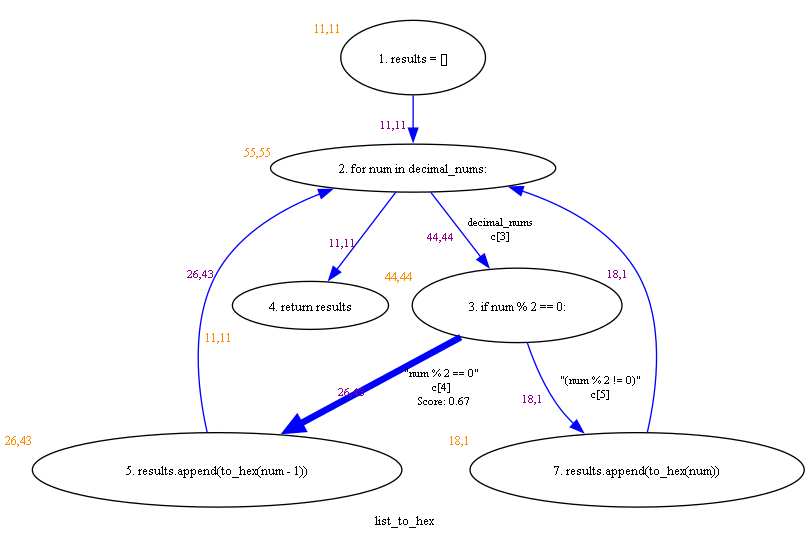 11,11
1. results = []
11,11
55,55
2. for num in decimal_nums:
decimal_nums
c[3]
11,11
44,44
26,43
44,44
18,1
4. return results
3. if num % 2 == 0:
11,11
"num % 2 == 0"
c[4]
Score: 0.67
26,43
"(num % 2 != 0)"
c[5]
18,1
26,43
18,1
5. results.append(to_hex(num - 1))
7. results.append(to_hex(num))
list_to_hex